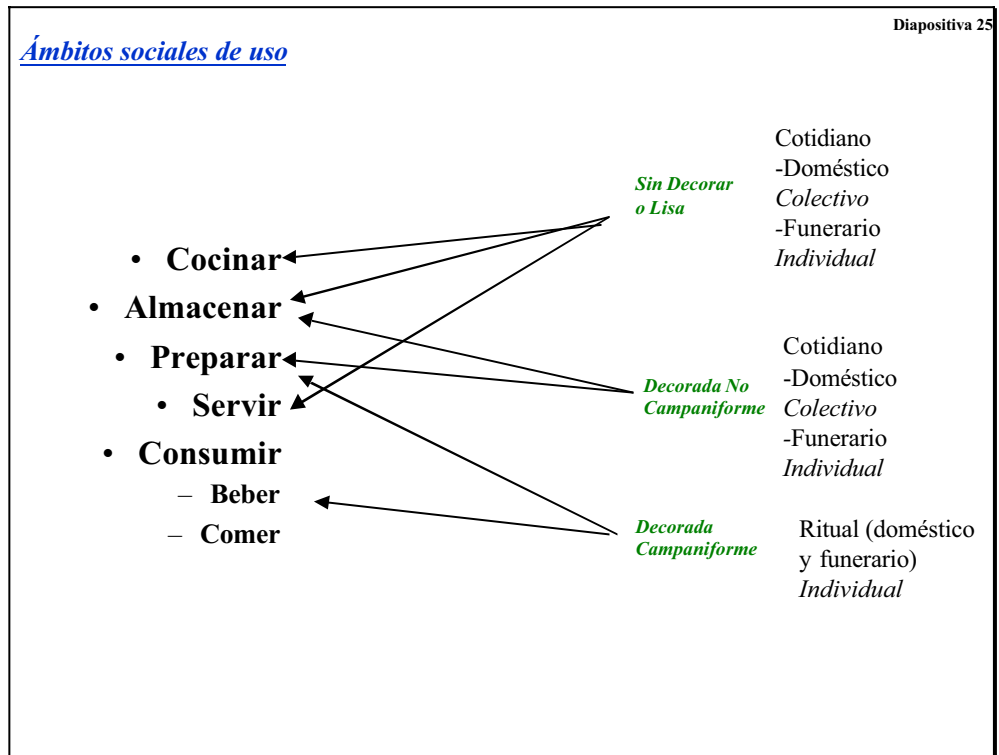 Diapositiva 25
Ámbitos sociales de uso
• Cocinar
• Almacenar
• Preparar
• Servir
• Consumir
– Beber
– Comer
Sin Decorar
o Lisa
Cotidiano
-Doméstico
Colectivo
-Funerario
Individual
Decorada No
Campaniforme
Cotidiano
-Doméstico
Colectivo
-Funerario
Individual
Decorada
Campaniforme
Ritual (doméstico
y funerario)
Individual